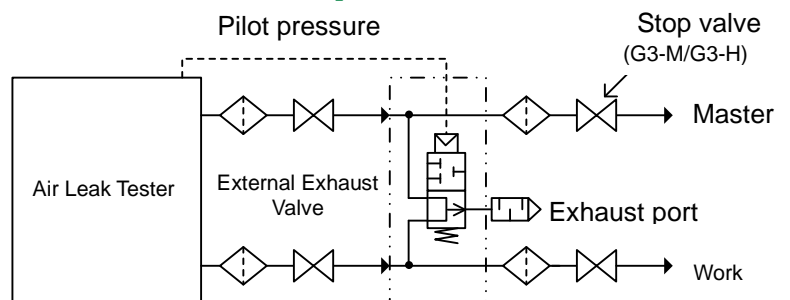 Pilot pressure
Stop valve
(G3-M/G3-H)
Master
Air Leak Tester
External Exhaust
Valve
Exhaust port
Work